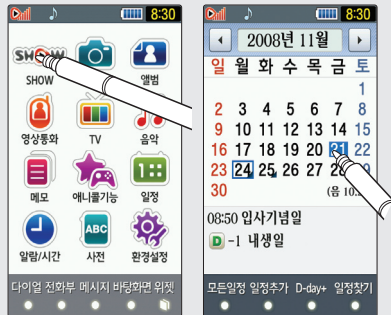 8:30
SHOW
SHOW 앨범
영상통화 TV 음악
1
메모 애니콜기능 일정
ABC
알람/시간 사전 환경설정
다이얼 전화부 메시지 바탕화면 위젯
8:30
2008년 11월
일 월 화 수 목 금 토
1
2 3 4 5 6 7 8
9 10 11 12 13 14 15
16 17 18 19 20 21 22
23 24 25 26 27 28 29
30 (음 10.
08:50 입사기념일
D -1 내생일
모든일정 일정추가 D-day+ 일정찾기